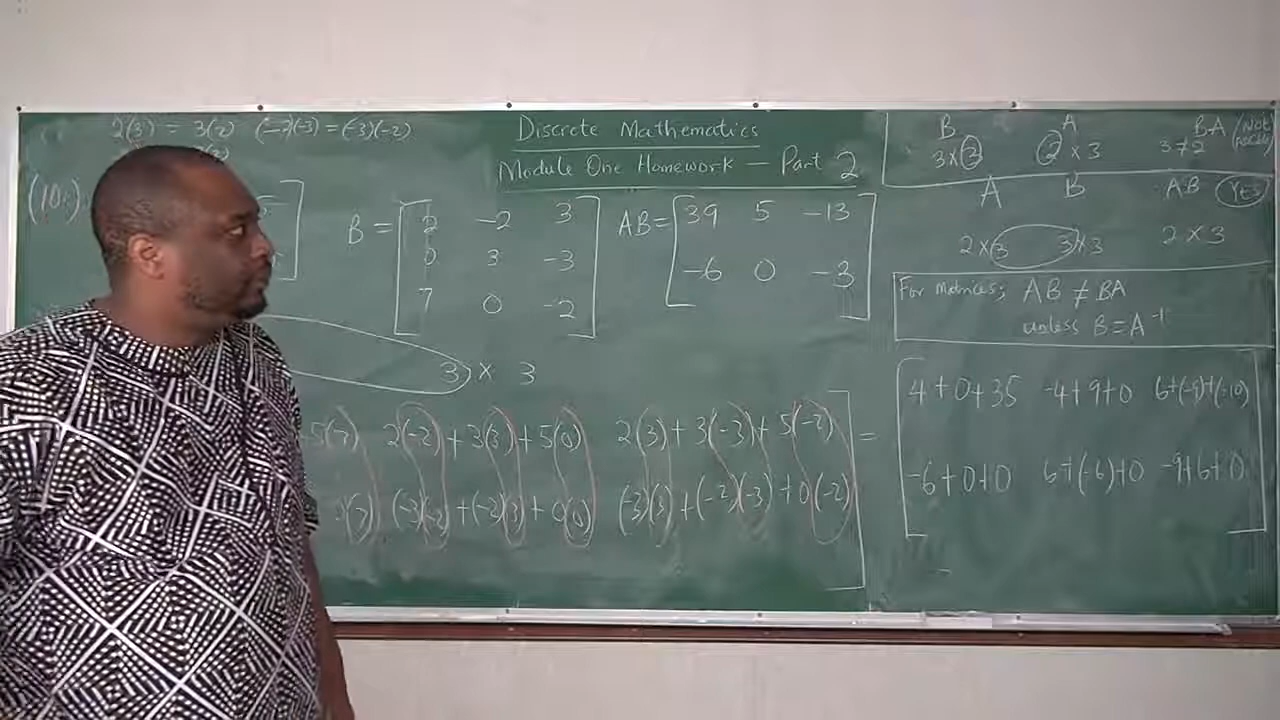 2(3) = 3(2) (-2)(-3) = (-3)(-2)
Discrete Mathematics
Module One Homework - Part 2
B A BA (Not
3×3 2×3 3≠2
A B AB Yes
2×3 3×3 2×3
(10.)
B = [ 2 -2 3
0 3 -3
7 0 -2 ]
AB = [ 39 5 -13
-6 0 -3 ]
For Matrices; AB ≠ BA
unless B = A⁻¹
3 × 3
5(7) 2(-2) + 3(3) + 5(0) 2(3) + 3(-3) + 5(-2) ] =
0(7) (-3)(-2) + (-2)(3) + 0(0) (-3)(3) + (-2)(-3) + 0(-2)
[ 4+0+35 -4+9+0 6+(-9)+(-10)
-6+0+0 6+(-6)+0 -9+6+0 ]